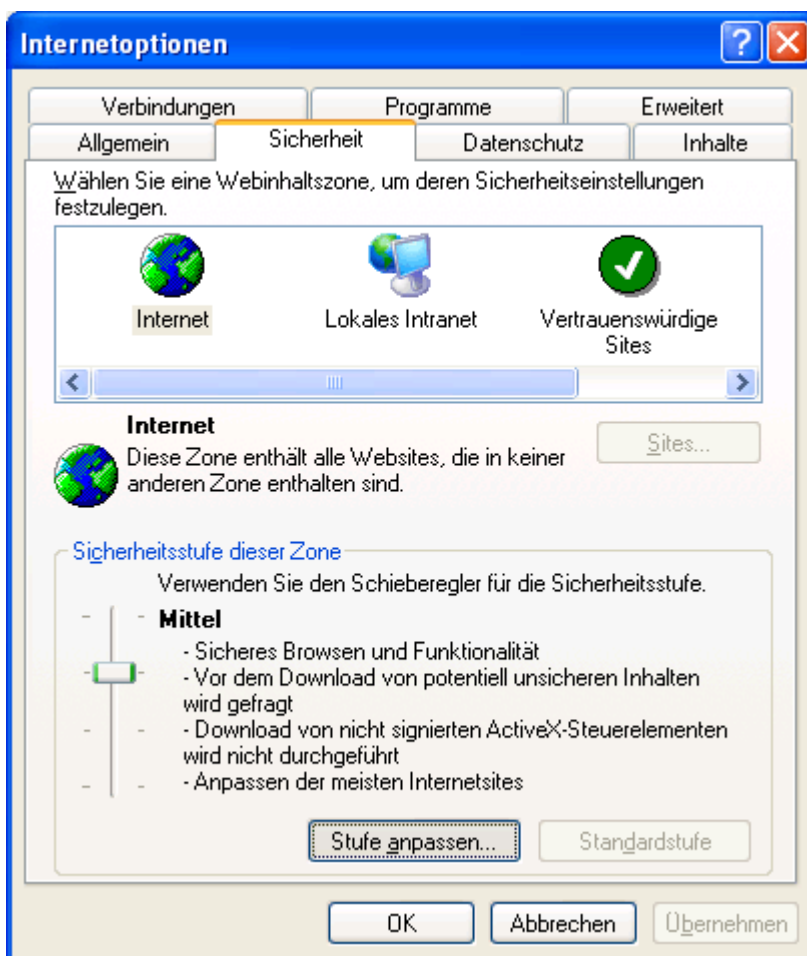 Internetoptionen
Verbindungen Programme Erweitert
Allgemein Sicherheit Datenschutz Inhalte
Wählen Sie eine Webinhaltszone, um deren Sicherheitseinstellungen
festzulegen.
Internet Lokales Intranet Vertrauenswürdige
Sites
Internet
Diese Zone enthält alle Websites, die in keiner
anderen Zone enthalten sind.
Sites...
Sicherheitsstufe dieser Zone
Verwenden Sie den Schieberegler für die Sicherheitsstufe.
Mittel
- Sicheres Browsen und Funktionalität
- Vor dem Download von potentiell unsicheren Inhalten
wird gefragt
- Download von nicht signierten ActiveX-Steuerelementen
wird nicht durchgeführt
- Anpassen der meisten Internetsites
Stufe anpassen... Standardstufe
OK Abbrechen Übernehmen